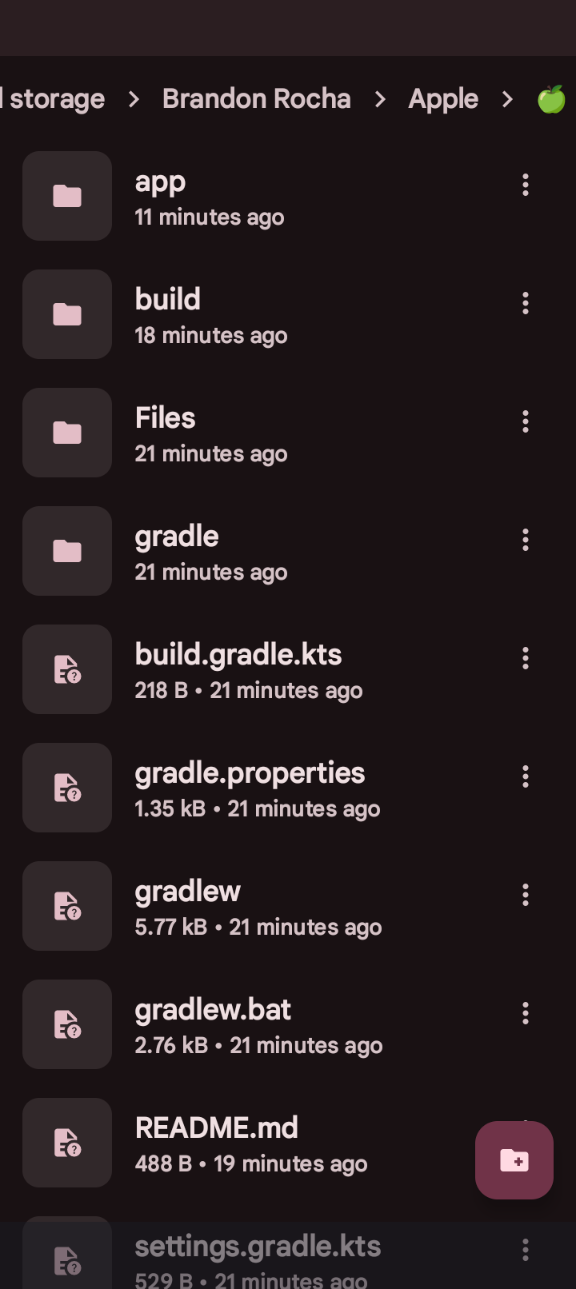 storage > Brandon Rocha > Apple > 🍏
app
11 minutes ago
build
18 minutes ago
Files
21 minutes ago
gradle
21 minutes ago
build.gradle.kts
218 B • 21 minutes ago
gradle.properties
1.35 kB • 21 minutes ago
gradlew
5.77 kB • 21 minutes ago
gradlew.bat
2.76 kB • 21 minutes ago
README.md
488 B • 19 minutes ago
settings.gradle.kts
529 B • 21 minutes ago